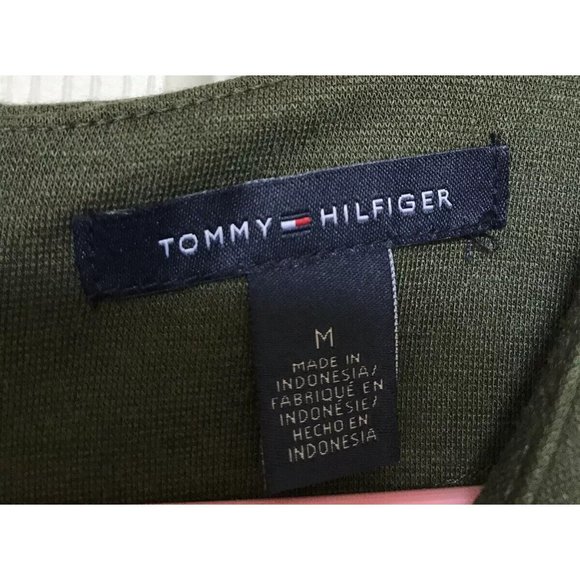 TOMMY HILFIGER
M
MADE IN
INDONESIA/
FABRIQUÉ EN
INDONÉSIE/
HECHO EN
INDONESIA